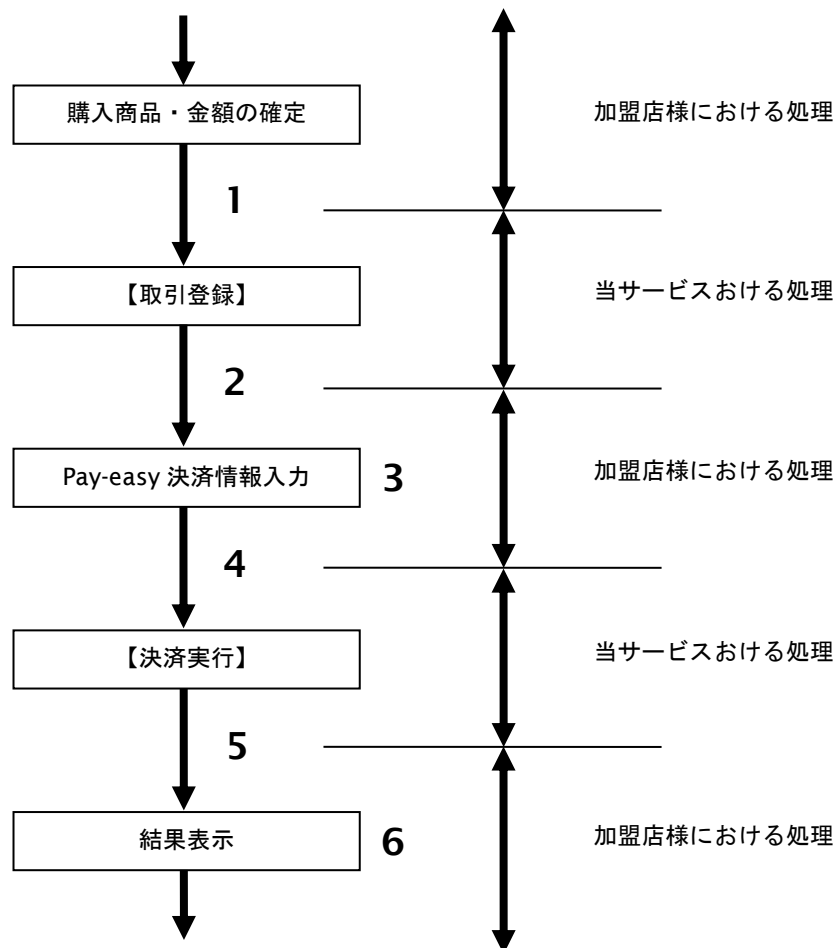 購入商品・金額の確定
加盟店様における処理
1
【取引登録】
当サービスおける処理
2
Pay-easy 決済情報入力
3
加盟店様における処理
4
【決済実行】
当サービスおける処理
5
結果表示
6
加盟店様における処理